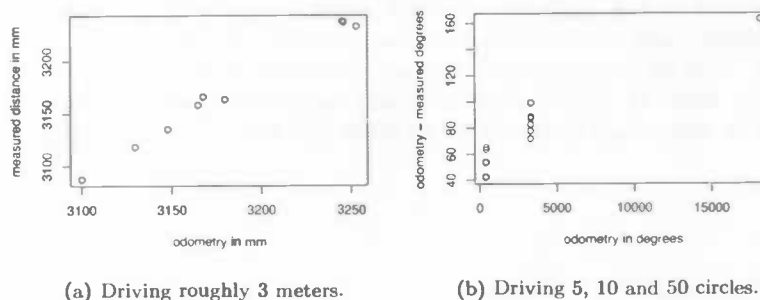 measured distance in mm
3200
3150
3100
3100
3150
3200
3250
odometry in mm
(a) Driving roughly 3 meters.
odometry – measured degrees
160
120
80
60
40
0
5000
10000
15000
odometry in degrees
(b) Driving 5, 10 and 50 circles.